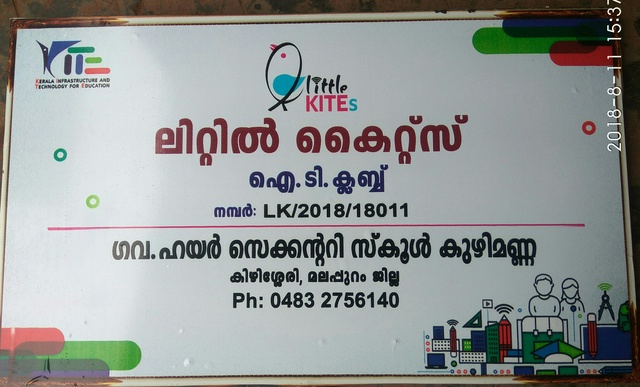 KITE
KERALA INFRASTRUCTURE AND
TECHNOLOGY FOR EDUCATION
little
KITEs
ലിറ്റിൽ കൈറ്റ്സ്
ഐ.ടി. ക്ലബ്ബ്
നമ്പർ: LK/2018/18011
ഗവ. ഹയർ സെക്കന്ററി സ്കൂൾ കുഴിമണ്ണ
കിഴിശ്ശേരി, മലപ്പുറം ജില്ല
Ph: 0483 2756140
2018-8-11 15:37